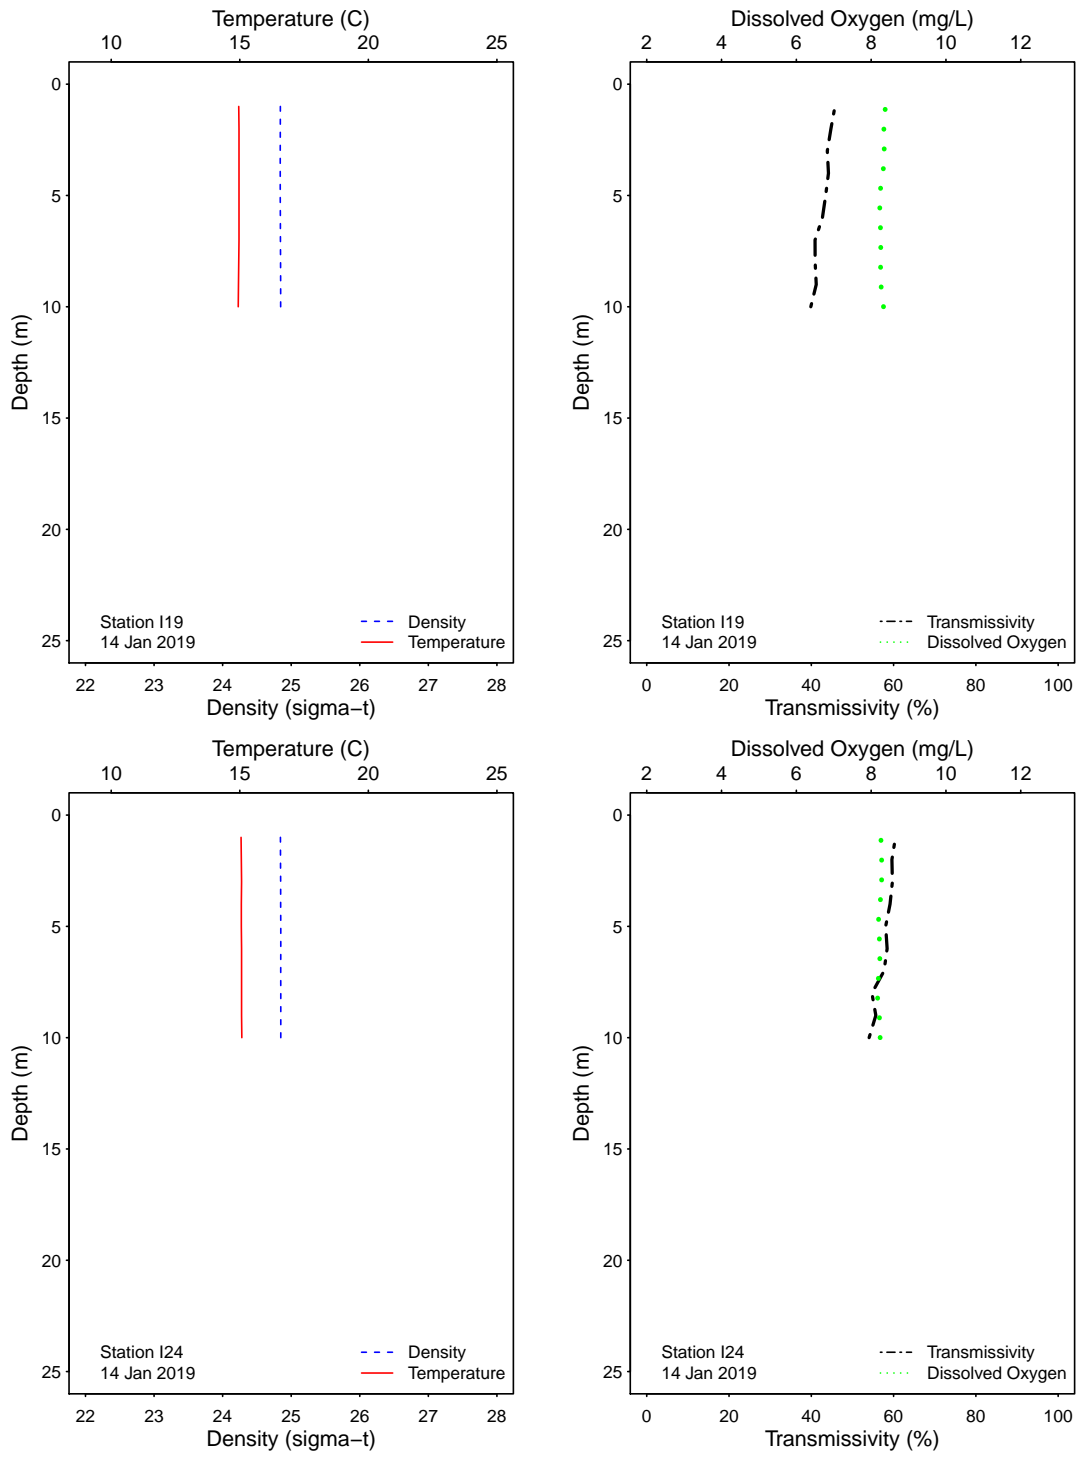 Temperature (C)
10 15 20 25
0
5
10
15
20
25
Depth (m)
Station I19
14 Jan 2019
Density
Temperature
22 23 24 25 26 27 28
Density (sigma−t)
Dissolved Oxygen (mg/L)
2 4 6 8 10 12
0
5
10
15
20
25
Depth (m)
Station I19
14 Jan 2019
Transmissivity
Dissolved Oxygen
0 20 40 60 80 100
Transmissivity (%)
Temperature (C)
10 15 20 25
0
5
10
15
20
25
Depth (m)
Station I24
14 Jan 2019
Density
Temperature
22 23 24 25 26 27 28
Density (sigma−t)
Dissolved Oxygen (mg/L)
2 4 6 8 10 12
0
5
10
15
20
25
Depth (m)
Station I24
14 Jan 2019
Transmissivity
Dissolved Oxygen
0 20 40 60 80 100
Transmissivity (%)